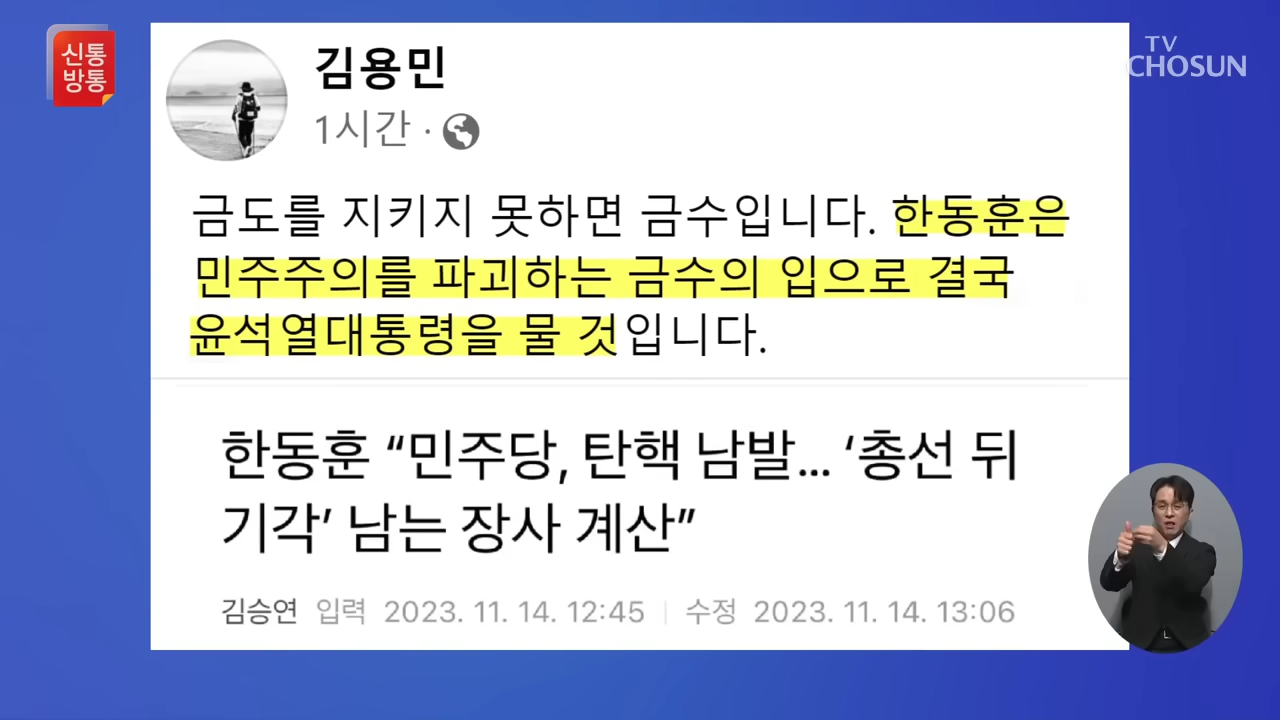 신통
방통
TV
CHOSUN
김용민
1시간 ·
금도를 지키지 못하면 금수입니다. 한동훈은
민주주의를 파괴하는 금수의 입으로 결국
윤석열대통령을 물 것입니다.
한동훈 “민주당, 탄핵 남발... ‘총선 뒤
기각’ 남는 장사 계산”
김승연 입력 2023. 11. 14. 12:45 | 수정 2023. 11. 14. 13:06